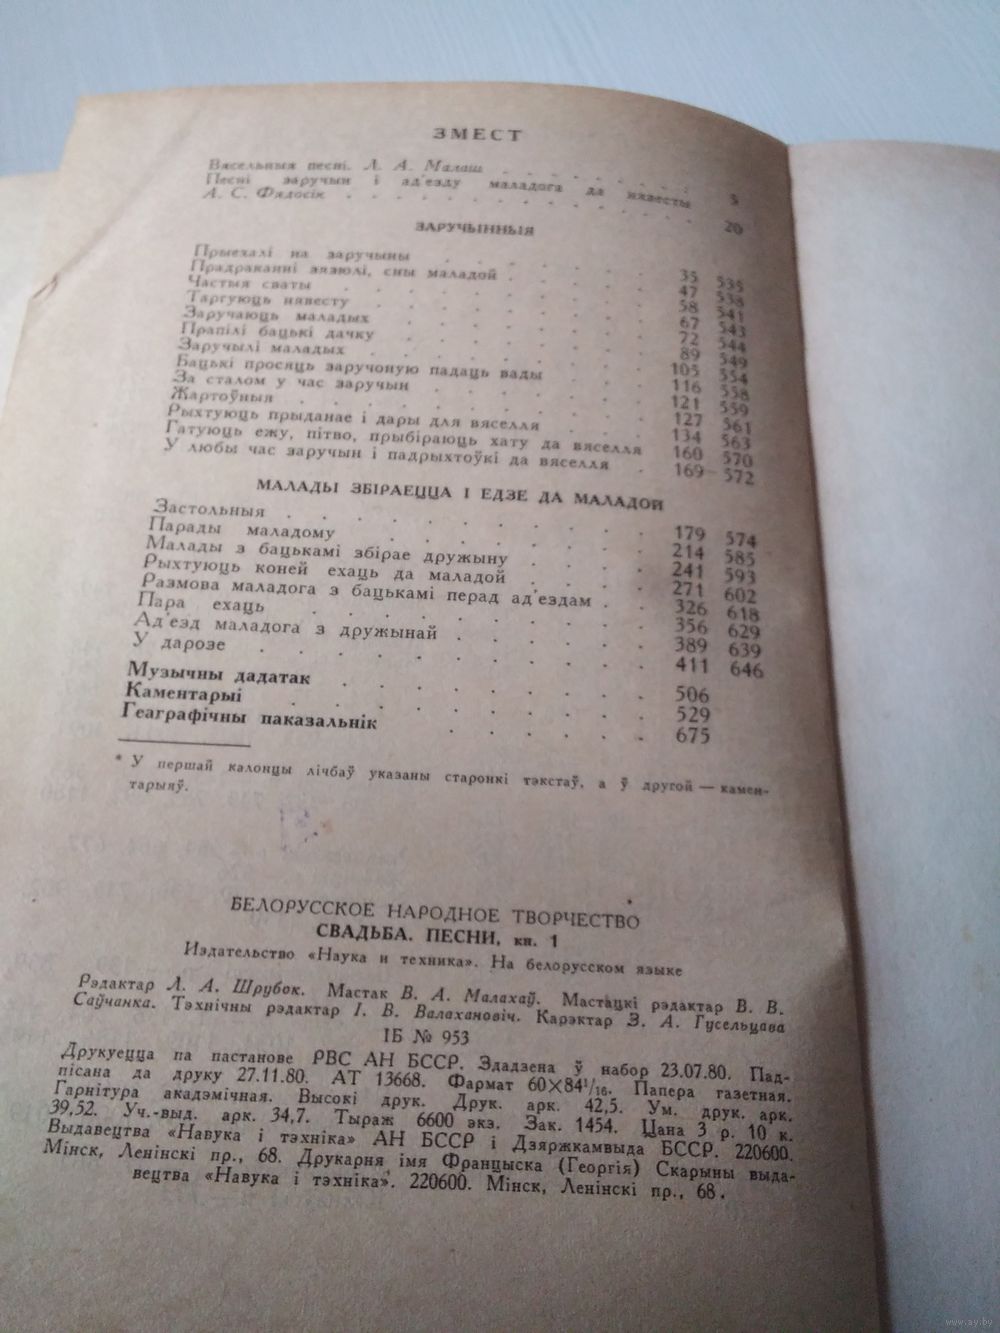 ЗМЕСТ
Вясельныя песні. Л. А. Малаш . . . . . . . . 5
Песні заручын і ад'езду маладога да нявесты
А. С. Фядосік . . . . . . . . . . . . 20
ЗАРУЧЫННЫЯ
Прыехалі на заручыны . . . . . . . 35 535
Прадраканні зязюлі, сны маладой . . . . . 47 538
Частыя сваты . . . . . . . . 58 541
Таргуюць нявесту . . . . . . . 67 543
Заручаюць маладых . . . . . . . 72 544
Прапілі бацькі дачку . . . . . . . 89 549
Заручылі маладых . . . . . . . 105 554
Бацькі просяць заручоную падаць вады . . . 116 558
За сталом у час заручын . . . . . . 121 559
Жартоўныя . . . . . . . . . 127 561
Рыхтуюць прыданае і дары для вяселля . . . 134 563
Гатуюць ежу, пітво, прыбіраюць хату да вяселля 160 570
У любы час заручын і падрыхтоўкі да вяселля . 169 572
МАЛАДЫ ЗБІРАЕЦЦА І ЕДЗЕ ДА МАЛАДОЙ
Застольныя . . . . . . . . . . 179 574
Парады маладому . . . . . . . . 214 585
Малады з бацькамі збірае дружыну . . . . 241 593
Рыхтуюць коней ехаць да маладой . . . . 271 602
Размова маладога з бацькамі перад ад'ездам . . 326 618
Пара ехаць . . . . . . . . . 356 629
Ад'езд маладога з дружынай . . . . . . 389 639
У дарозе . . . . . . . . . . 411 646
Музычны дадатак . . . . . . . . 506
Каментарыі . . . . . . . . . 529
Геаграфічны паказальнік . . . . . . 675
* У першай калонцы лічбаў указаны старонкі тэкстаў, а ў другой — камен-
тарыяў.
БЕЛОРУССКОЕ НАРОДНОЕ ТВОРЧЕСТВО
СВАДЬБА. ПЕСНИ, кн. 1
Издательство «Наука и техника». На белорусском языке
Рэдактар Л. А. Шрубок. Мастак В. А. Малахаў. Мастацкі рэдактар В. В.
Саўчанка. Тэхнічны рэдактар І. В. Валахановіч. Карэктар З. А. Гусельцава
ІБ № 953
Друкуецца па пастанове РВС АН БССР. Здадзена ў набор 23.07.80. Пад-
пісана да друку 27.11.80. АТ 13668. Фармат 60×84 1/16. Папера газетная.
Гарнітура акадэмічная. Высокі друк. Друк. арк. 42,5. Ум. друк. арк.
39,52. Уч.-выд. арк. 34,7. Тыраж 6600 экз. Зак. 1454. Цана 3 р. 10 к.
Выдавецтва «Навука і тэхніка» АН БССР і Дзяржкамвыда БССР. 220600.
Мінск, Ленінскі пр., 68. Друкарня імя Францыска (Георгія) Скарыны выда-
вецтва «Навука і тэхніка». 220600. Мінск, Ленінскі пр., 68.
www.ay.by